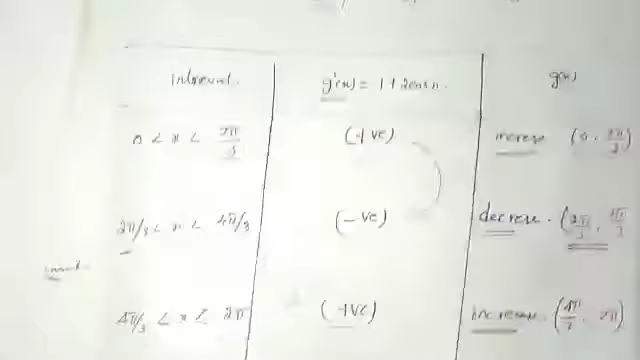 Interval. g'(x) = 1 + 2cos x. g(x)
0 < x < 2π/3 (+ve) increase (0, 2π/3)
2π/3 < x < 4π/3 (-ve) decrese. (2π/3, 4π/3
4π/3 < x < 2π (+ve) increase. (4π/3, 2π)